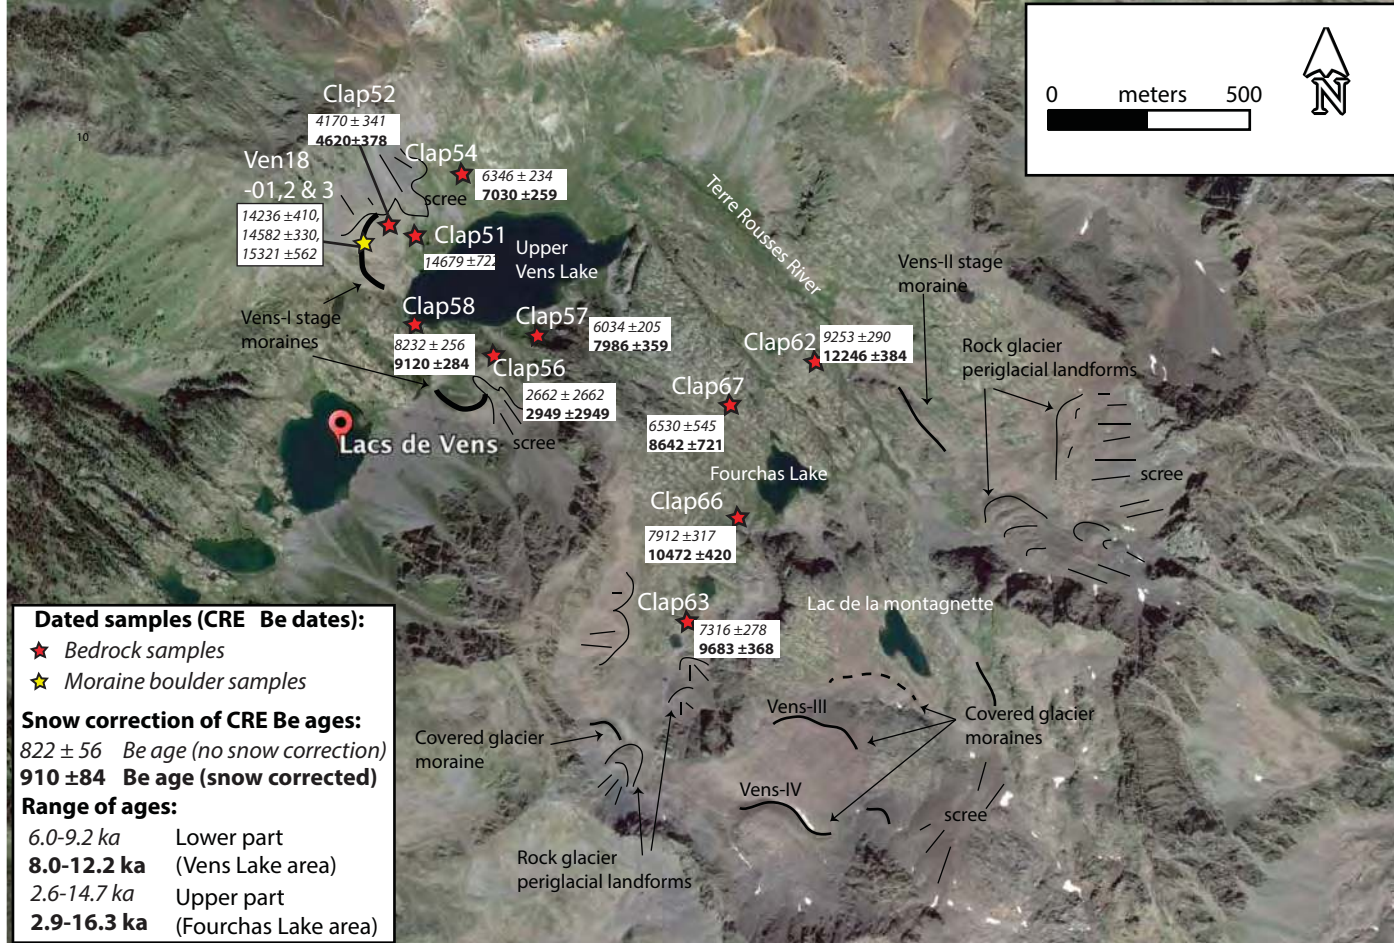 0 meters 500
N
Clap52
4170 ± 341
4620±378
10
Clap54
6346 ± 234
7030 ±259
Ven18
-01,2 & 3
14236 ±410,
14582 ±330,
15321 ±562
scree
Clap51
14679 ±722
Upper
Vens Lake
Terre Rousses River
Vens-II stage
moraine
Clap58
8232 ± 256
9120 ±284
Vens-I stage
moraines
Clap57
6034 ±205
7986 ±359
Clap56
2662 ± 2662
2949 ±2949
scree
Clap62
9253 ±290
12246 ±384
Rock glacier
periglacial landforms
scree
Clap67
6530 ±545
8642 ±721
Lacs de Vens
Fourchas Lake
Clap66
7912 ±317
10472 ±420
Clap63
7316 ±278
9683 ±368
Lac de la montagnette
Vens-III
Covered glacier
moraines
Covered glacier
moraine
Vens-IV
scree
Rock glacier
periglacial landforms
Dated samples (CRE Be dates):
Bedrock samples
Moraine boulder samples
Snow correction of CRE Be ages:
822 ± 56 Be age (no snow correction)
910 ±84 Be age (snow corrected)
Range of ages:
6.0-9.2 ka Lower part
8.0-12.2 ka (Vens Lake area)
2.6-14.7 ka Upper part
2.9-16.3 ka (Fourchas Lake area)